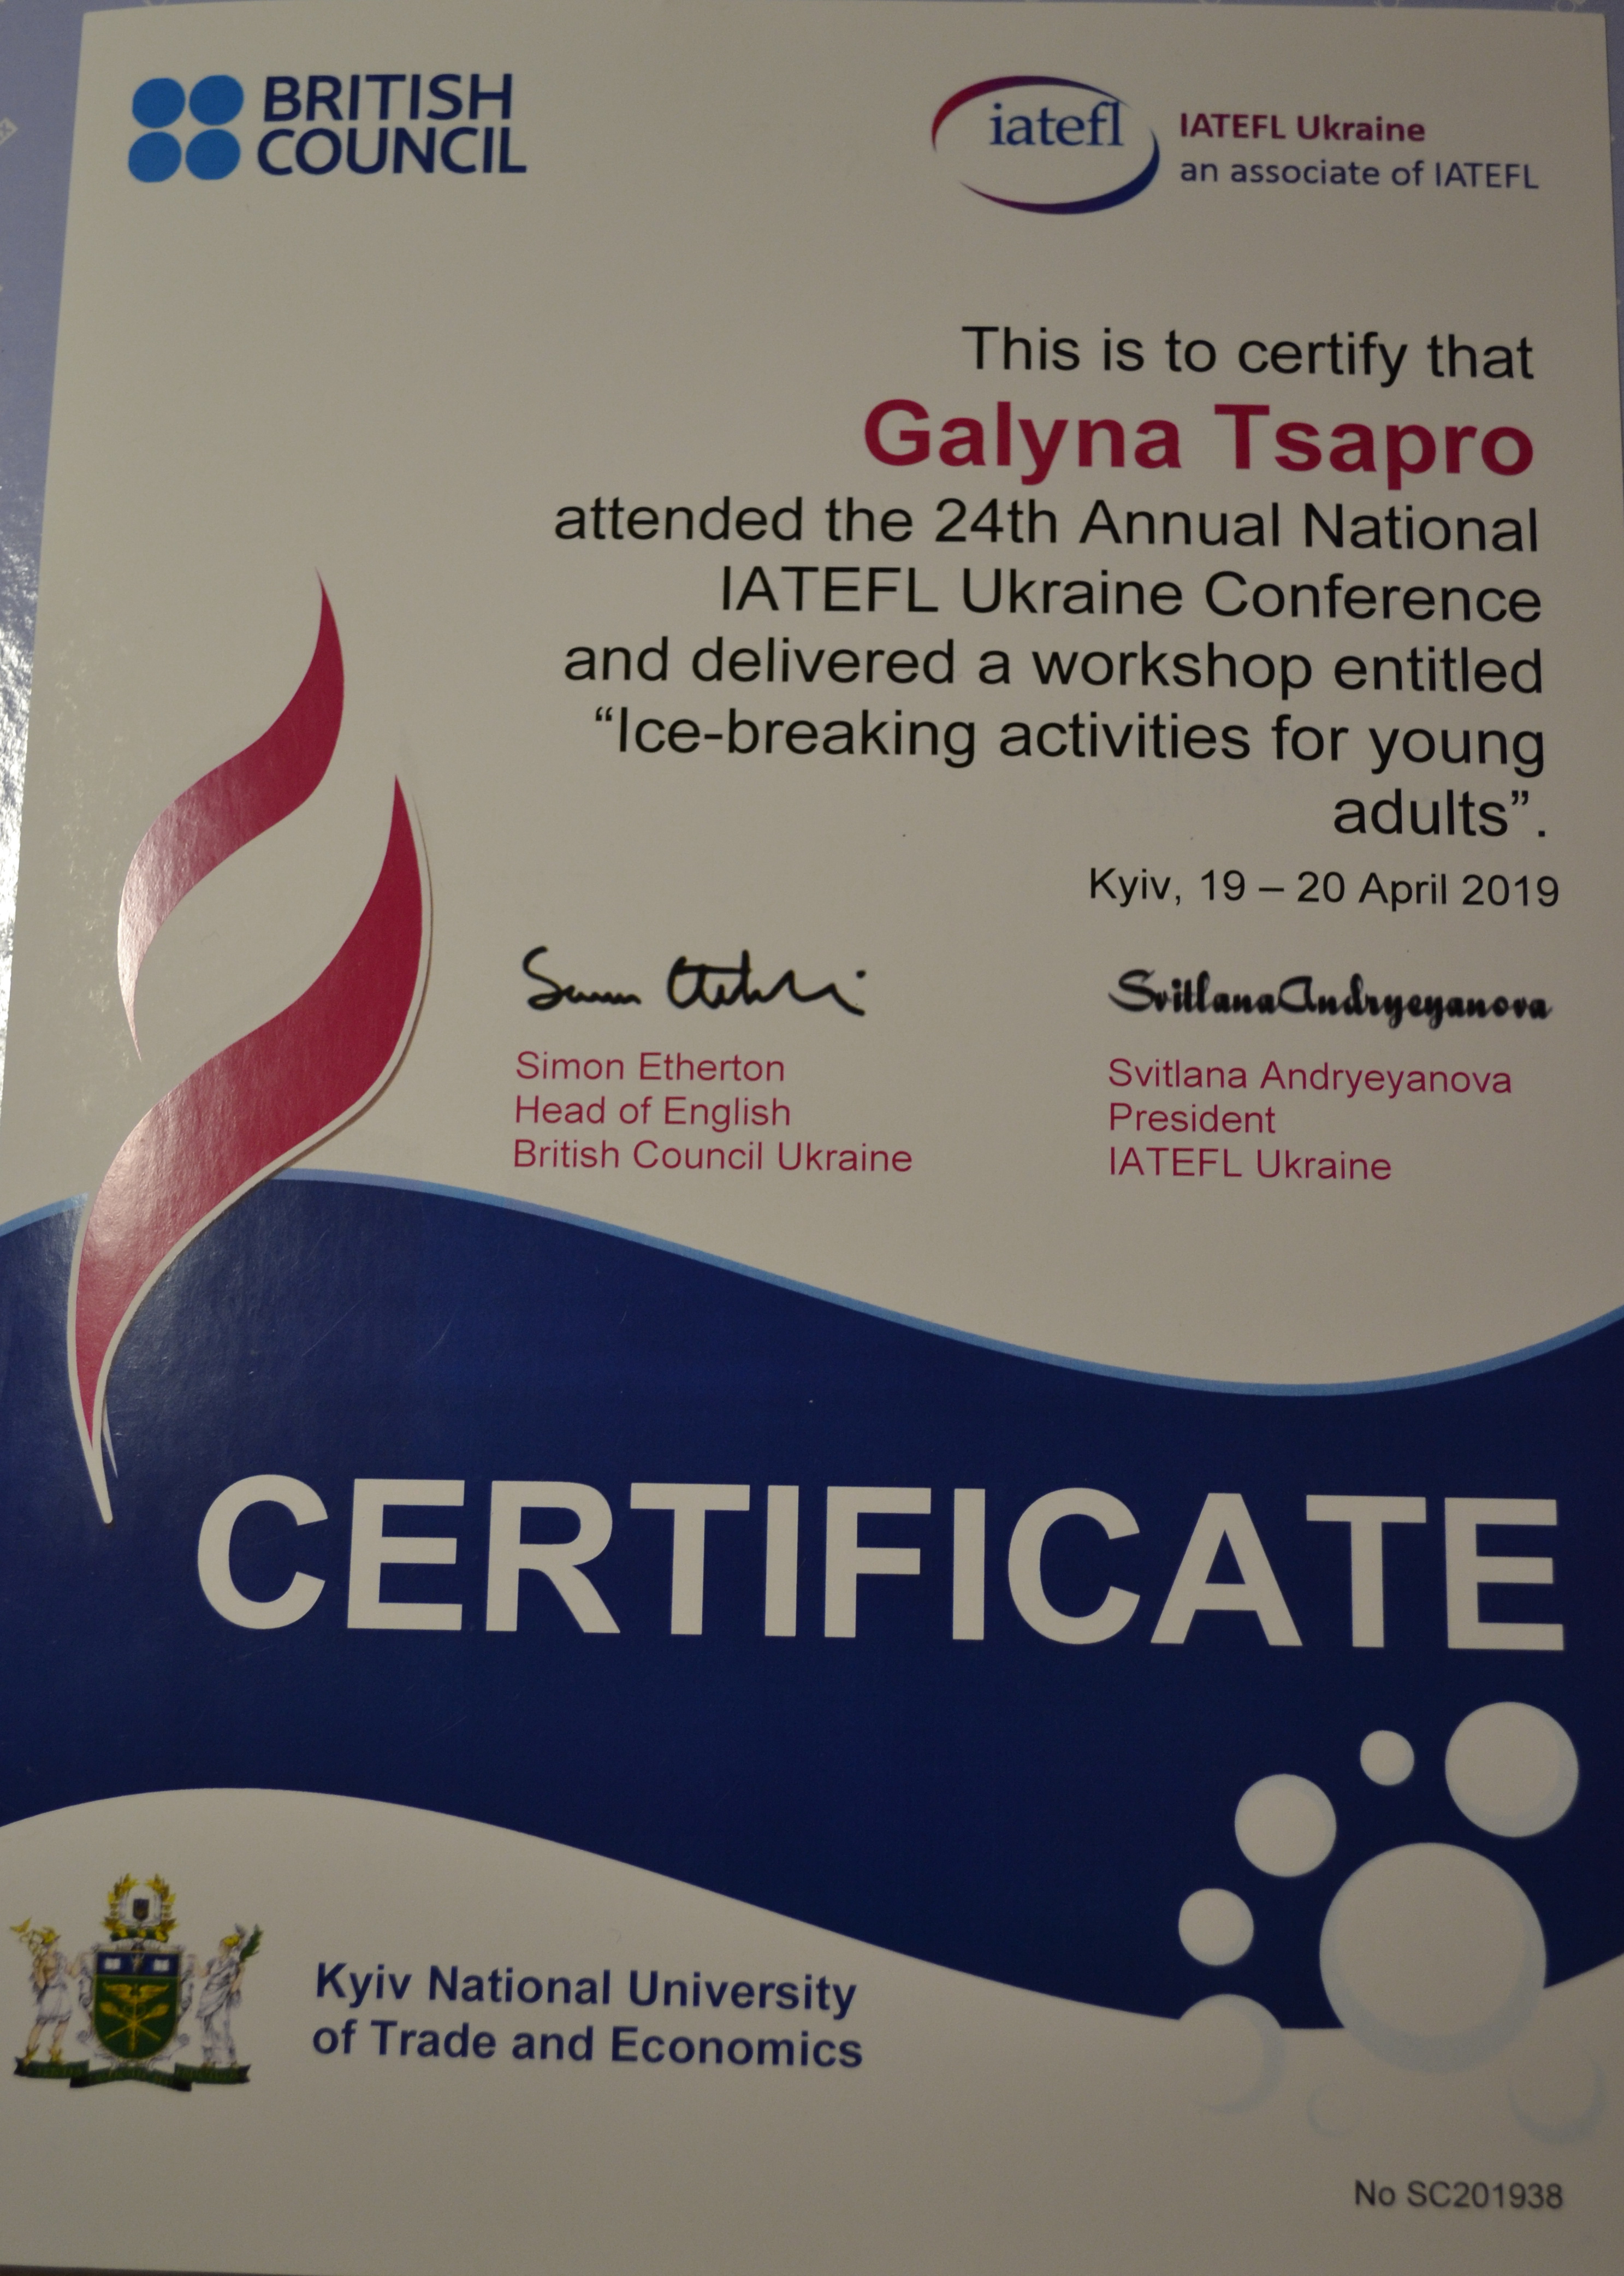 BRITISH
COUNCIL
iatefl
IATEFL Ukraine
an associate of IATEFL
This is to certify that
Galyna Tsapro
attended the 24th Annual National
IATEFL Ukraine Conference
and delivered a workshop entitled
“Ice-breaking activities for young
adults”.
Kyiv, 19 – 20 April 2019
Svitlana Andryeyanova
Simon Etherton
Head of English
British Council Ukraine
Svitlana Andryeyanova
President
IATEFL Ukraine
CERTIFICATE
Kyiv National University
of Trade and Economics
No SC201938